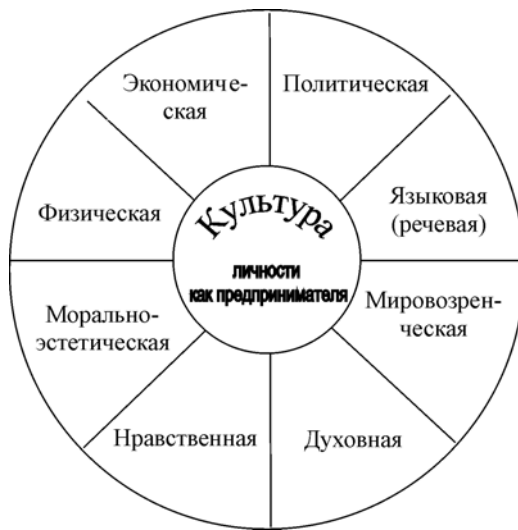 Экономиче-
ская
Политическая
Физическая
Языковая
(речевая)
Культура
личности
как предпринимателя
Морально-
эстетическая
Мировозрен-
ческая
Нравственная
Духовная